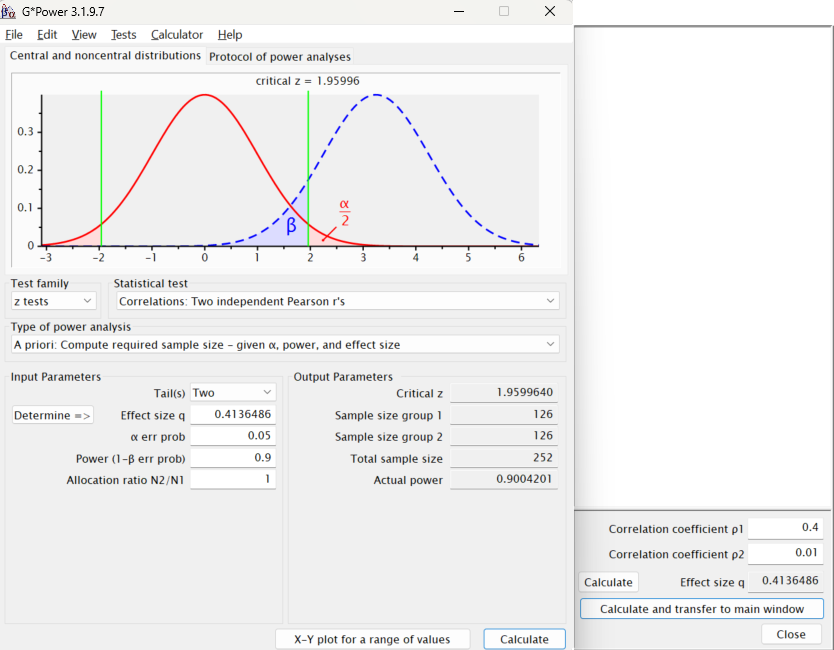 G*Power 3.1.9.7
File Edit View Tests Calculator Help
Central and noncentral distributions Protocol of power analyses
critical z = 1.95996
0.3
0.2
0.1
0
α
2
β
−3 −2 −1 0 1 2 3 4 5 6
Test family Statistical test
z tests Correlations: Two independent Pearson r's
Type of power analysis
A priori: Compute required sample size – given α, power, and effect size
Input Parameters
Tail(s) Two
Determine => Effect size q 0.4136486
α err prob 0.05
Power (1−β err prob) 0.9
Allocation ratio N2/N1 1
Output Parameters
Critical z 1.9599640
Sample size group 1 126
Sample size group 2 126
Total sample size 252
Actual power 0.9004201
X−Y plot for a range of values Calculate
Correlation coefficient ρ1 0.4
Correlation coefficient ρ2 0.01
Calculate Effect size q 0.4136486
Calculate and transfer to main window
Close